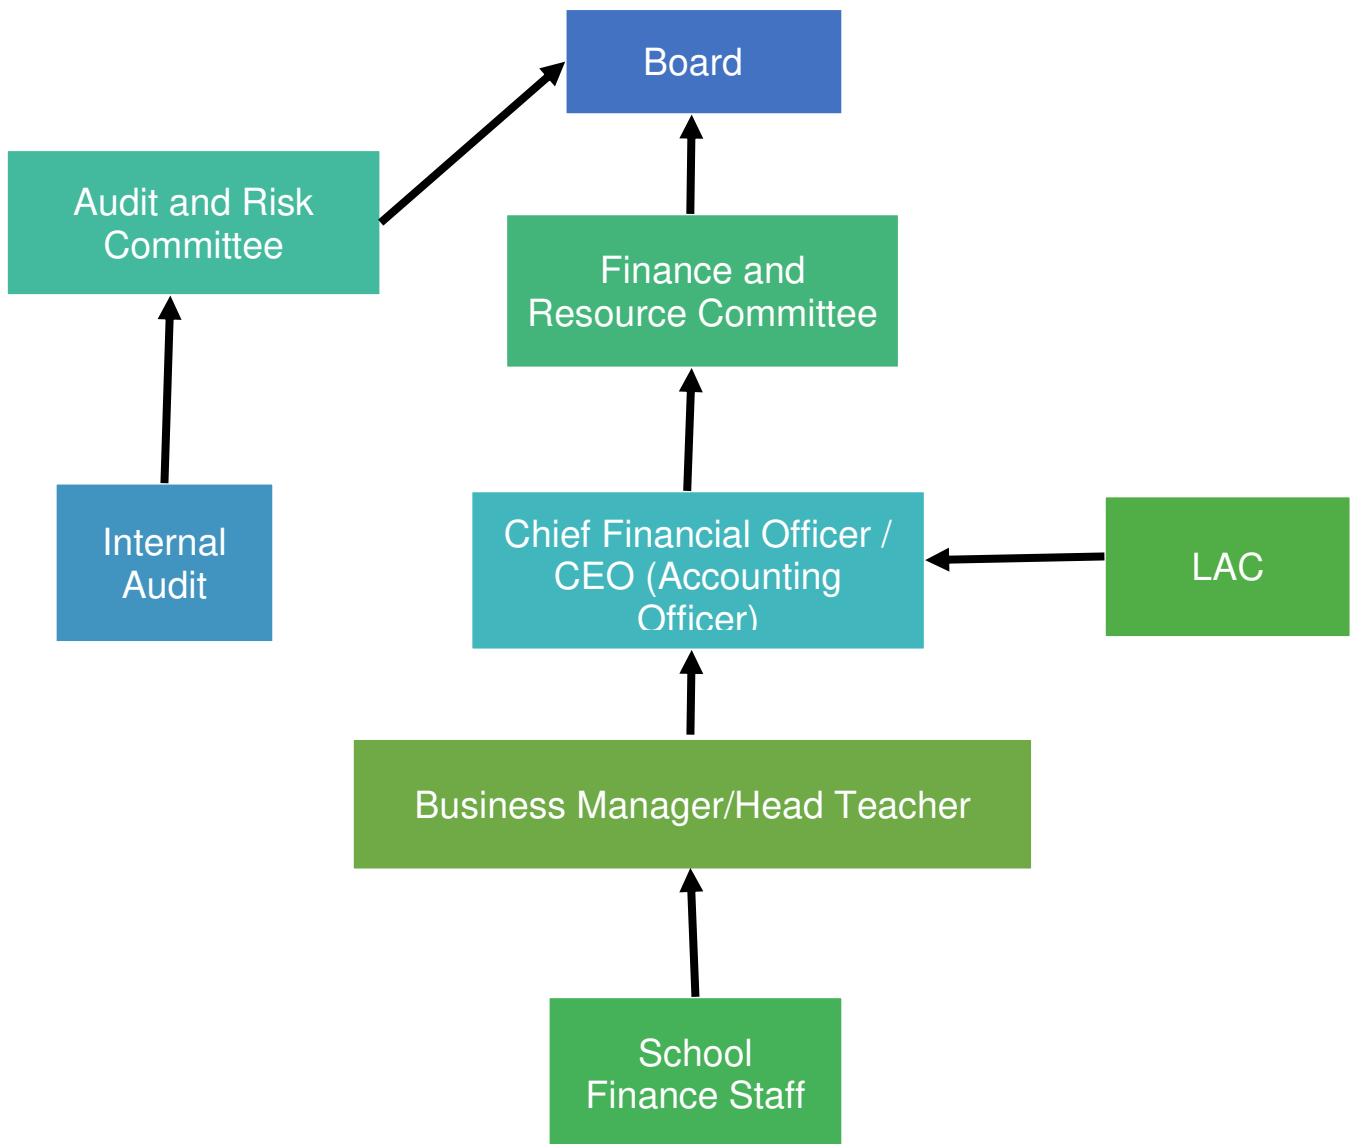 Board
Audit and Risk
Committee
Finance and
Resource Committee
Internal
Audit
Chief Financial Officer /
CEO (Accounting
Officer)
LAC
Business Manager/Head Teacher
School
Finance Staff